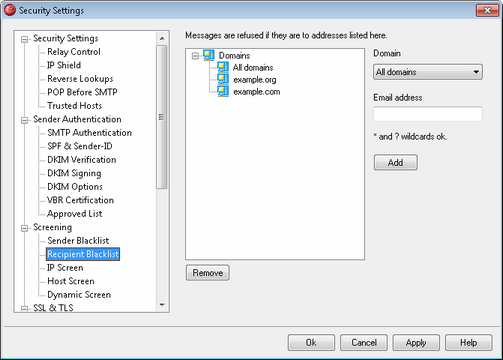 Security Settings
Security Settings
Relay Control
IP Shield
Reverse Lookups
POP Before SMTP
Trusted Hosts
Sender Authentication
SMTP Authentication
SPF & Sender-ID
DKIM Verification
DKIM Signing
DKIM Options
VBR Certification
Approved List
Screening
Sender Blacklist
Recipient Blacklist
IP Screen
Host Screen
Dynamic Screen
SSL & TLS
Messages are refused if they are to addresses listed here.
Domains
All domains
example.org
example.com
Remove
Domain
All domains
Email address
* and ? wildcards ok.
Add
Ok
Cancel
Apply
Help